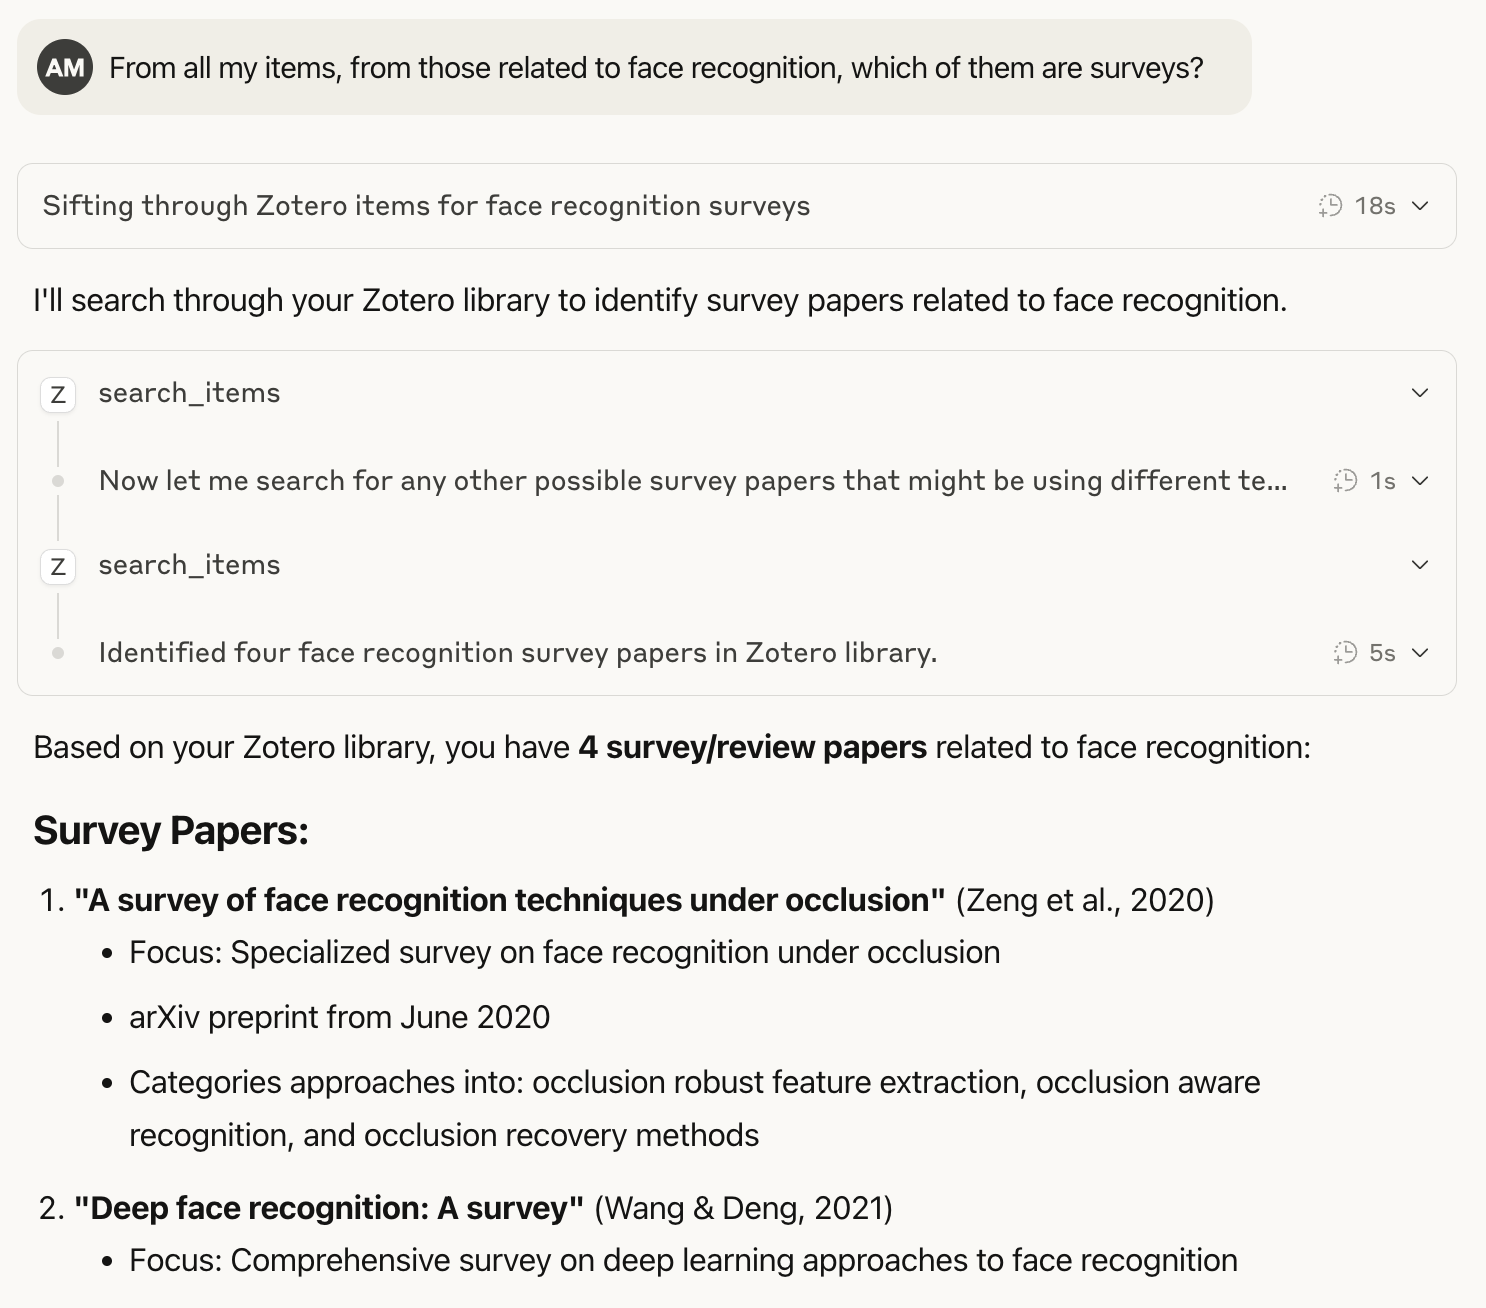 AM From all my items, from those related to face recognition, which of them are surveys?
Sifting through Zotero items for face recognition surveys 18s
I'll search through your Zotero library to identify survey papers related to face recognition.
Z search_items
Now let me search for any other possible survey papers that might be using different te... 1s
Z search_items
Identified four face recognition survey papers in Zotero library. 5s
Based on your Zotero library, you have 4 survey/review papers related to face recognition:
Survey Papers:
1. "A survey of face recognition techniques under occlusion" (Zeng et al., 2020)
• Focus: Specialized survey on face recognition under occlusion
• arXiv preprint from June 2020
• Categories approaches into: occlusion robust feature extraction, occlusion aware
recognition, and occlusion recovery methods
2. "Deep face recognition: A survey" (Wang & Deng, 2021)
• Focus: Comprehensive survey on deep learning approaches to face recognition